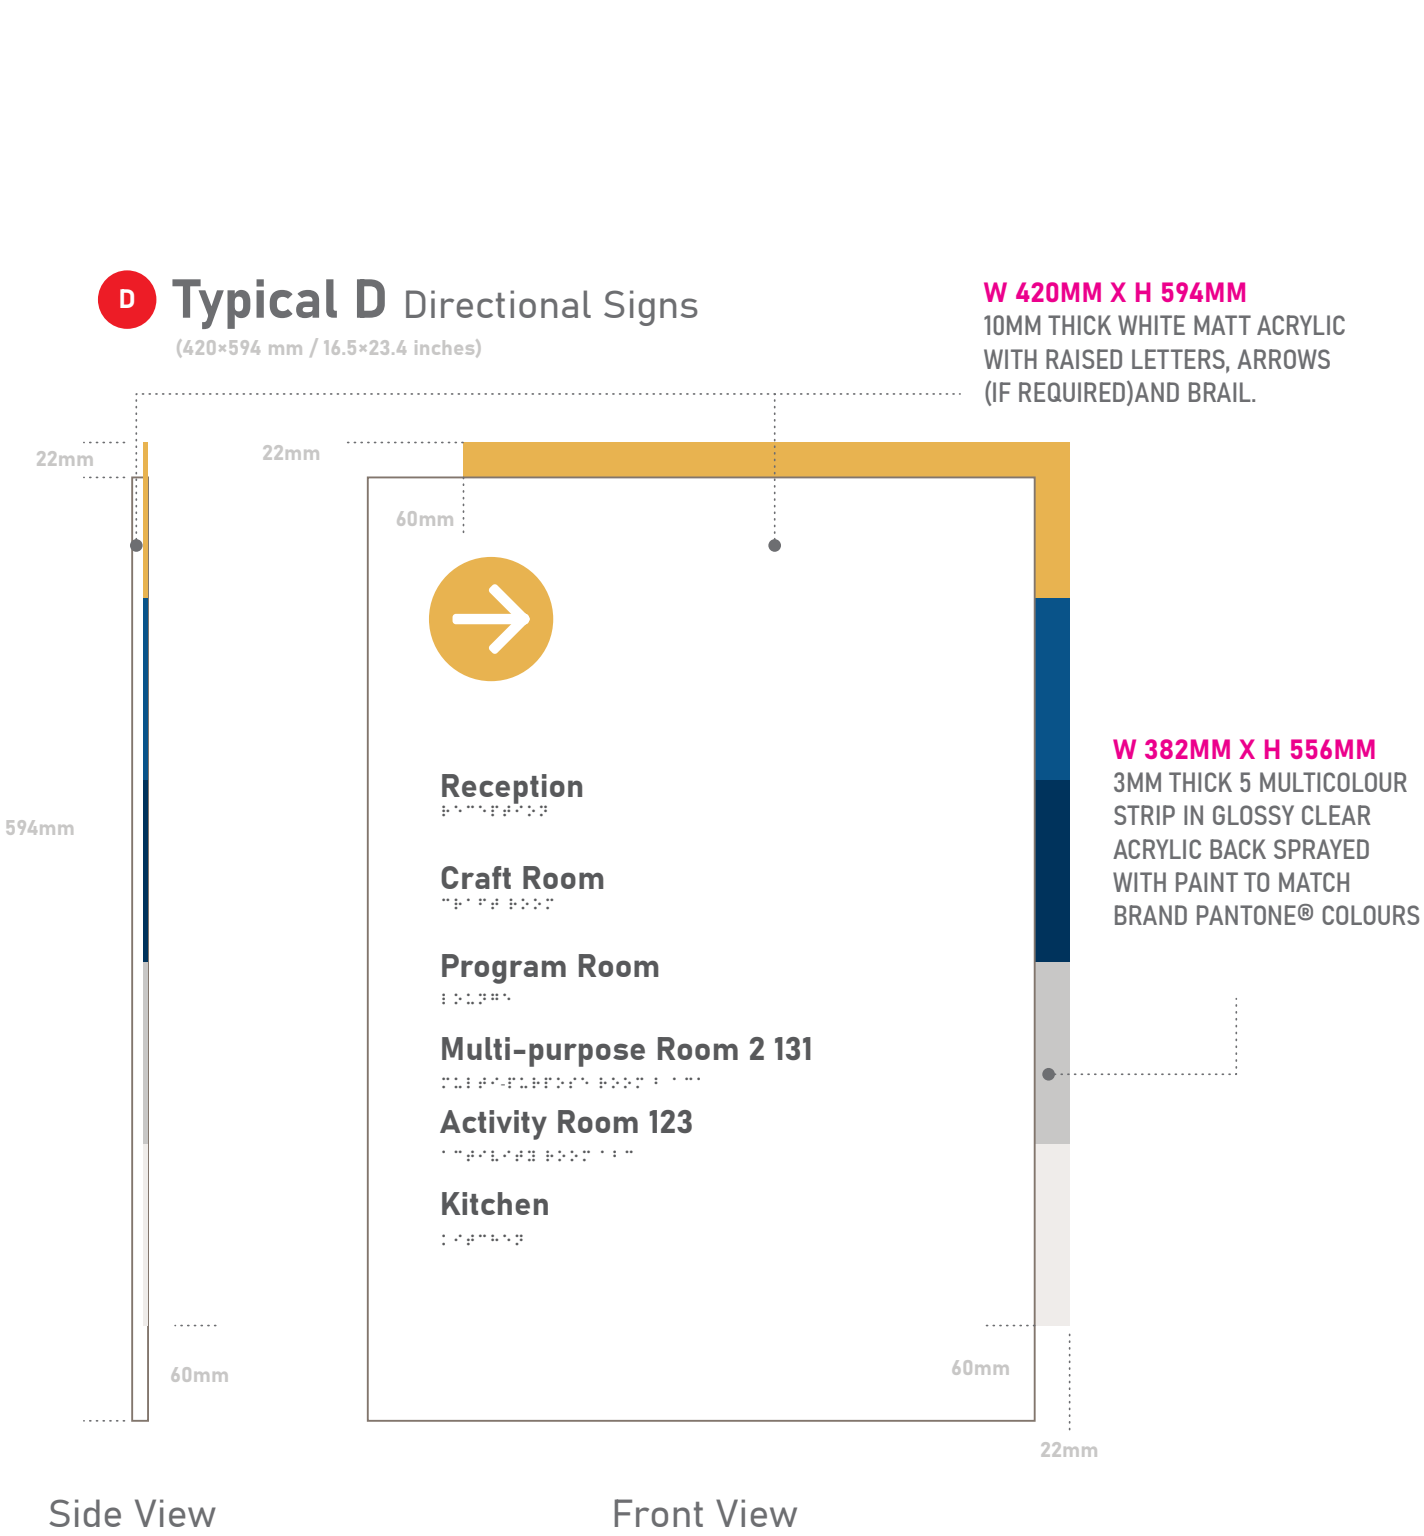 D Typical D Directional Signs
(420×594 mm / 16.5×23.4 inches)
W 420MM X H 594MM
10MM THICK WHITE MATT ACRYLIC
WITH RAISED LETTERS, ARROWS
(IF REQUIRED)AND BRAIL.
22mm
22mm
60mm
594mm
Reception
⠗⠑⠉⠑⠏⠞⠊⠕⠝
Craft Room
⠉⠗⠁⠋⠞ ⠗⠕⠕⠍
Program Room
⠇⠕⠥⠝⠛⠑
Multi-purpose Room 2 131
⠍⠥⠇⠞⠊-⠏⠥⠗⠏⠕⠎⠑ ⠗⠕⠕⠍ ⠃ ⠁⠉⠁
Activity Room 123
⠁⠉⠞⠊⠧⠊⠞⠽ ⠗⠕⠕⠍ ⠁⠃⠉
Kitchen
⠅⠊⠞⠉⠓⠑⠝
W 382MM X H 556MM
3MM THICK 5 MULTICOLOUR
STRIP IN GLOSSY CLEAR
ACRYLIC BACK SPRAYED
WITH PAINT TO MATCH
BRAND PANTONE® COLOURS
60mm
60mm
22mm
Side View
Front View